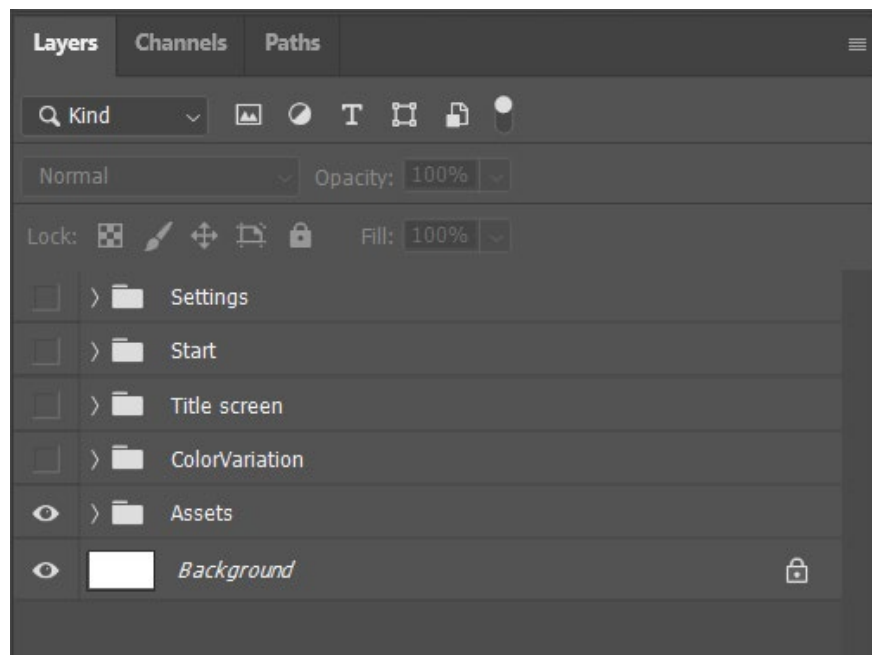 Layers Channels Paths
Kind
Normal Opacity: 100%
Lock: Fill: 100%
Settings
Start
Title screen
ColorVariation
Assets
Background